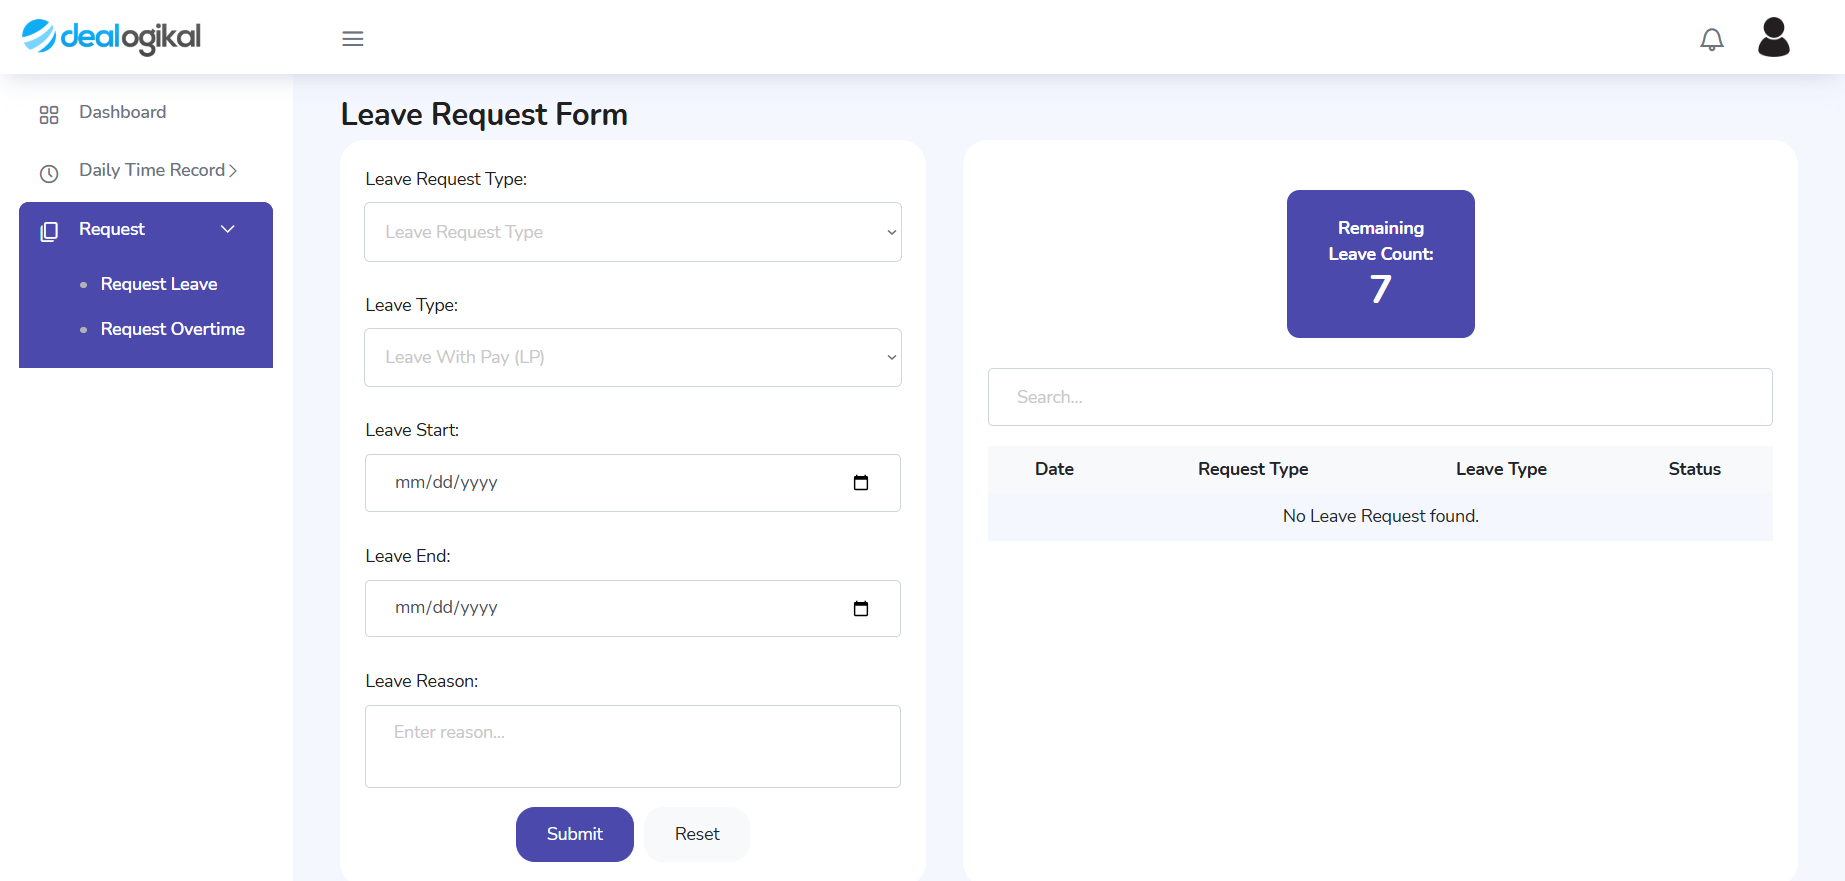 dealogikal
Dashboard
Daily Time Record
Request
Request Leave
Request Overtime
Leave Request Form
Leave Request Type:
Leave Request Type
Leave Type:
Leave With Pay (LP)
Leave Start:
mm/dd/yyyy
Leave End:
mm/dd/yyyy
Leave Reason:
Enter reason...
Submit Reset
Remaining
Leave Count:
7
Search...
Date Request Type Leave Type Status
No Leave Request found.